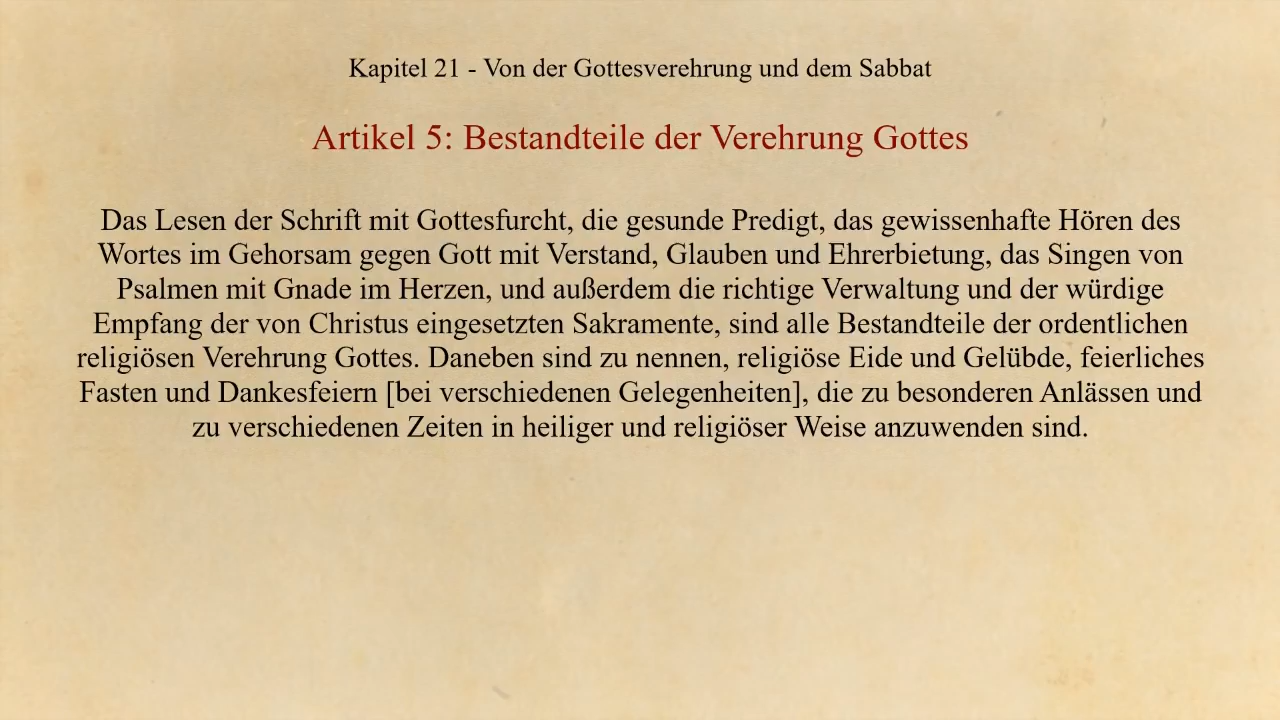 Kapitel 21 - Von der Gottesverehrung und dem Sabbat
Artikel 5: Bestandteile der Verehrung Gottes
Das Lesen der Schrift mit Gottesfurcht, die gesunde Predigt, das gewissenhafte Hören des
Wortes im Gehorsam gegen Gott mit Verstand, Glauben und Ehrerbietung, das Singen von
Psalmen mit Gnade im Herzen, und außerdem die richtige Verwaltung und der würdige
Empfang der von Christus eingesetzten Sakramente, sind alle Bestandteile der ordentlichen
religiösen Verehrung Gottes. Daneben sind zu nennen, religiöse Eide und Gelübde, feierliches
Fasten und Dankesfeiern [bei verschiedenen Gelegenheiten], die zu besonderen Anlässen und
zu verschiedenen Zeiten in heiliger und religiöser Weise anzuwenden sind.